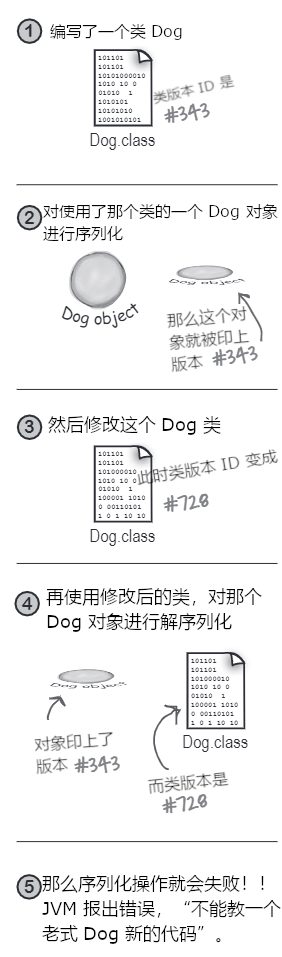 1 编写了一个类 Dog
101101
101101
10101000010
1010 10 0
01010 1
1010101
10101010
1001010101
类版本 ID 是
#343
Dog.class
2 对使用了那个类的一个 Dog 对象
进行序列化
Dog object
Dog object
那么这个对
象就被印上
版本 #343
3 然后修改这个 Dog 类
101101
101101
101000010
1010 10 0
01010 1
100001 1010
0 00110101
1 0 1 10 10
此时类版本 ID 变成
#728
Dog.class
4 再使用修改后的类，对那个
Dog 对象进行解序列化
Dog object
101101
101101
101000010
1010 10 0
01010 1
100001 1010
0 00110101
1 0 1 10 10
Dog.class
对象印上了
版本 #343
而类版本是
#728
5 那么序列化操作就会失败！！
JVM 报出错误，“不能教一个
老式 Dog 新的代码”。